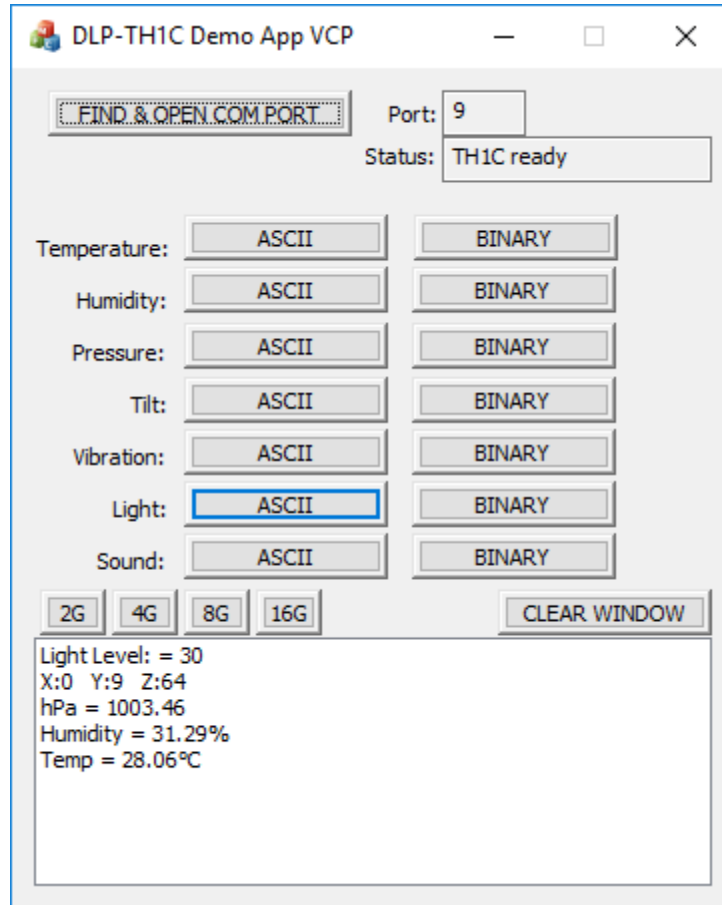 DLP-TH1C Demo App VCP
FIND & OPEN COM PORT Port: 9
Status: TH1C ready
Temperature: ASCII BINARY
Humidity: ASCII BINARY
Pressure: ASCII BINARY
Tilt: ASCII BINARY
Vibration: ASCII BINARY
Light: ASCII BINARY
Sound: ASCII BINARY
2G 4G 8G 16G CLEAR WINDOW
Light Level: = 30
X:0 Y:9 Z:64
hPa = 1003.46
Humidity = 31.29%
Temp = 28.06°C